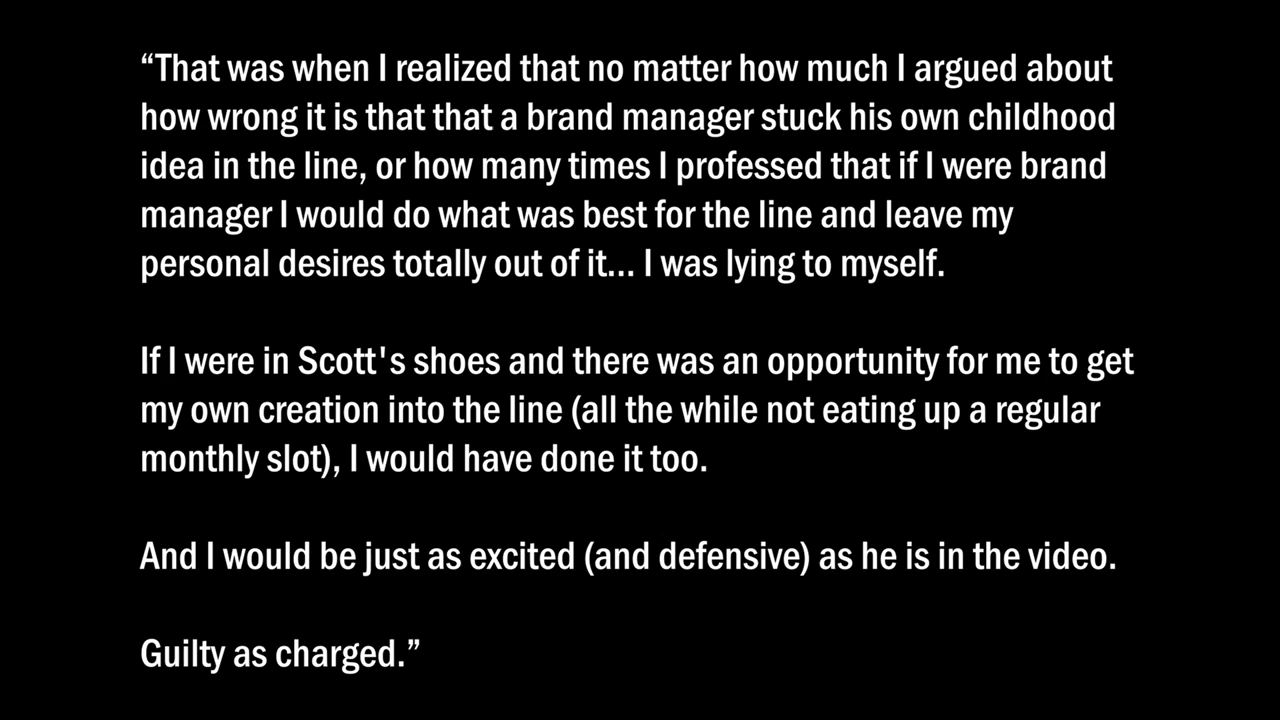 “That was when I realized that no matter how much I argued about
how wrong it is that that a brand manager stuck his own childhood
idea in the line, or how many times I professed that if I were brand
manager I would do what was best for the line and leave my
personal desires totally out of it... I was lying to myself.
If I were in Scott's shoes and there was an opportunity for me to get
my own creation into the line (all the while not eating up a regular
monthly slot), I would have done it too.
And I would be just as excited (and defensive) as he is in the video.
Guilty as charged.”